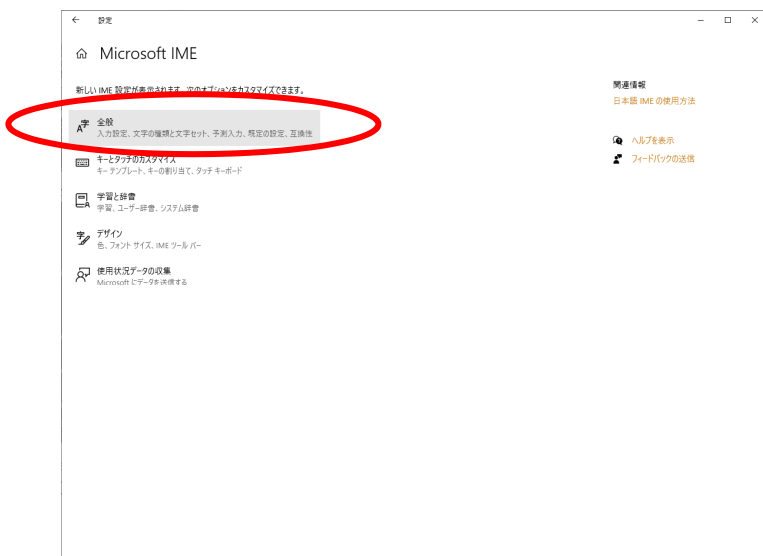 設定
Microsoft IME
新しい IME 設定が表示されます。次のオプションをカスタマイズできます。
全般
入力設定、文字の種類と文字セット、予測入力、既定の設定、互換性
キーとタッチのカスタマイズ
キー テンプレート、キーの割り当て、タッチ キーボード
学習と辞書
学習、ユーザー辞書、システム辞書
デザイン
色、フォント サイズ、IME ツール バー
使用状況データの収集
Microsoft にデータを送信する
関連情報
日本語 IME の使用方法
ヘルプを表示
フィードバックの送信